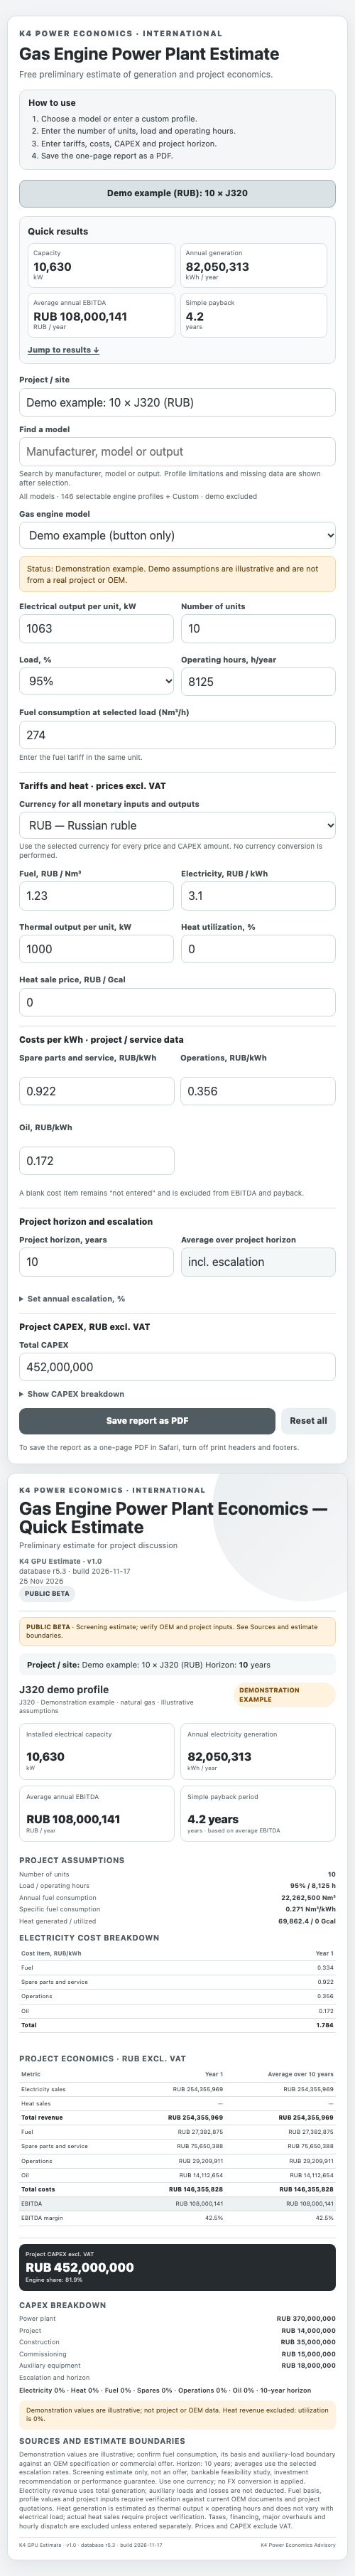 K4 POWER ECONOMICS · INTERNATIONAL
Gas Engine Power Plant Estimate
Free preliminary estimate of generation and project economics.
How to use
1. Choose a model or enter a custom profile.
2. Enter the number of units, load and operating hours.
3. Enter tariffs, costs, CAPEX and project horizon.
4. Save the one-page report as a PDF.
Demo example (RUB): 10 × J320
Quick results
Capacity
10,630
kW
Annual generation
82,050,313
kWh / year
Average annual EBITDA
RUB 108,000,141
RUB / year
Simple payback
4.2
years
Jump to results ↓
Project / site
Demo example: 10 × J320 (RUB)
Find a model
Manufacturer, model or output
Search by manufacturer, model or output. Profile limitations and missing data are shown
after selection.
All models · 146 selectable engine profiles + Custom · demo excluded
Gas engine model
Demo example (button only)
Status: Demonstration example. Demo assumptions are illustrative and are not
from a real project or OEM.
Electrical output per unit, kW
1063
Number of units
10
Load, %
95%
Operating hours, h/year
8125
Fuel consumption at selected load (Nm³/h)
274
Enter the fuel tariff in the same unit.
Tariffs and heat · prices excl. VAT
Currency for all monetary inputs and outputs
RUB — Russian ruble
Use the selected currency for every price and CAPEX amount. No currency conversion is
performed.
Fuel, RUB / Nm³
1.23
Electricity, RUB / kWh
3.1
Thermal output per unit, kW
1000
Heat utilization, %
0
Heat sale price, RUB / Gcal
0
Costs per kWh · project / service data
Spare parts and service, RUB/kWh
0.922
Operations, RUB/kWh
0.356
Oil, RUB/kWh
0.172
A blank cost item remains "not entered" and is excluded from EBITDA and payback.
Project horizon and escalation
Project horizon, years
10
Average over project horizon
incl. escalation
▶ Set annual escalation, %
Project CAPEX, RUB excl. VAT
Total CAPEX
452,000,000
▶ Show CAPEX breakdown
Save report as PDF
Reset all
To save the report as a one-page PDF in Safari, turn off print headers and footers.
K4 POWER ECONOMICS · INTERNATIONAL
Gas Engine Power Plant Economics —
Quick Estimate
Preliminary estimate for project discussion
K4 GPU Estimate · v1.0
database r5.3 · build 2026-11-17
25 Nov 2026
PUBLIC BETA
PUBLIC BETA · Screening estimate; verify OEM and project inputs. See Sources and estimate
boundaries.
Project / site: Demo example: 10 × J320 (RUB) Horizon: 10 years
J320 demo profile
J320 · Demonstration example · natural gas · illustrative
assumptions
DEMONSTRATION
EXAMPLE
Installed electrical capacity
10,630
kW
Annual electricity generation
82,050,313
kWh / year
Average annual EBITDA
RUB 108,000,141
RUB / year
Simple payback period
4.2 years
years · based on average EBITDA
PROJECT ASSUMPTIONS
Number of units 10
Load / operating hours 95% / 8,125 h
Annual fuel consumption 22,262,500 Nm³
Specific fuel consumption 0.271 Nm³/kWh
Heat generated / utilized 69,862.4 / 0 Gcal
ELECTRICITY COST BREAKDOWN
Cost item, RUB/kWh Year 1
Fuel 0.334
Spare parts and service 0.922
Operations 0.356
Oil 0.172
Total 1.784
PROJECT ECONOMICS · RUB EXCL. VAT
Metric Year 1 Average over 10 years
Electricity sales RUB 254,355,969 RUB 254,355,969
Heat sales — —
Total revenue RUB 254,355,969 RUB 254,355,969
Fuel RUB 27,382,875 RUB 27,382,875
Spare parts and service RUB 75,650,388 RUB 75,650,388
Operations RUB 29,209,911 RUB 29,209,911
Oil RUB 14,112,654 RUB 14,112,654
Total costs RUB 146,355,828 RUB 146,355,828
EBITDA RUB 108,000,141 RUB 108,000,141
EBITDA margin 42.5% 42.5%
Project CAPEX excl. VAT
RUB 452,000,000
Engine share: 81.9%
CAPEX BREAKDOWN
Power plant RUB 370,000,000
Project RUB 14,000,000
Construction RUB 35,000,000
Commissioning RUB 15,000,000
Auxiliary equipment RUB 18,000,000
Escalation and horizon
Electricity 0% · Heat 0% · Fuel 0% · Spares 0% · Operations 0% · Oil 0% · 10-year horizon
Demonstration values are illustrative; not project or OEM data. Heat revenue excluded: utilization
is 0%.
SOURCES AND ESTIMATE BOUNDARIES
Demonstration values are illustrative; confirm fuel consumption, its basis and auxiliary-load boundary
against an OEM specification or commercial offer. Horizon: 10 years; averages use the selected
escalation rates. Screening estimate only, not an offer, bankable feasibility study, investment
recommendation or performance guarantee. Use one currency; no FX conversion is applied.
Electricity revenue uses total generation; auxiliary loads and losses are not deducted. Fuel basis,
profile values and project inputs require verification against current OEM documents and project
quotations. Heat generation is estimated as thermal output × operating hours and does not vary with
electrical load; actual heat sales require project verification. Taxes, financing, major overhauls and
hourly dispatch are excluded unless entered separately. Prices and CAPEX exclude VAT.
K4 GPU Estimate · v1.0 · database r5.3 · build 2026-11-17
K4 Power Economics Advisory